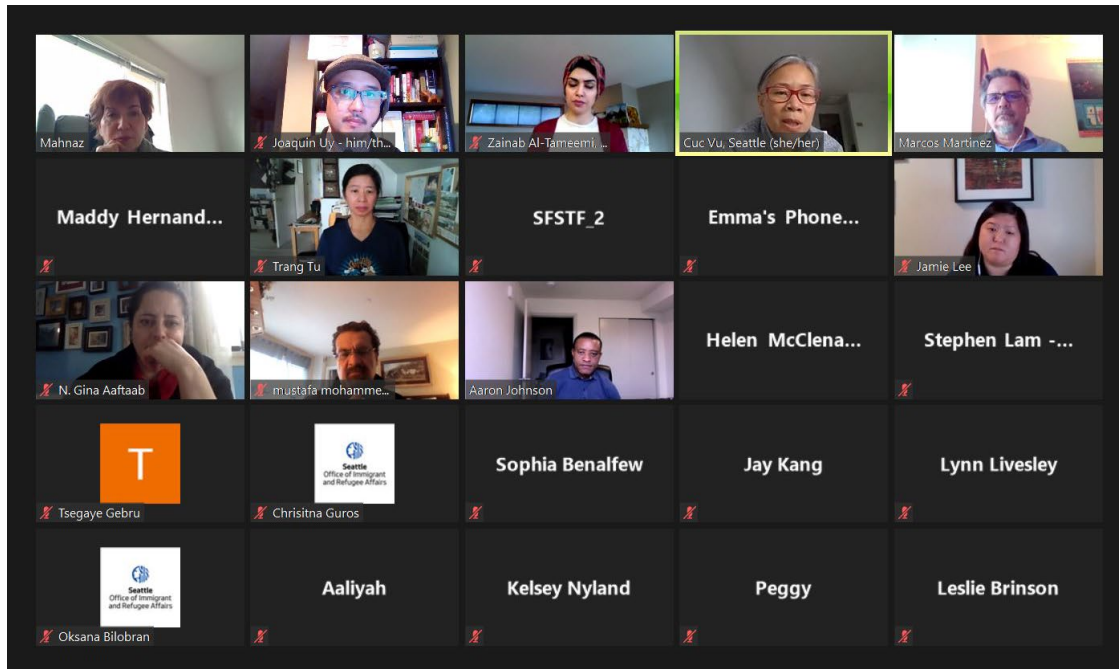 Mahnaz
Joaquin Uy - him/th...
Zainab Al-Tameemi, ...
Cuc Vu, Seattle (she/her)
Marcos Martinez
Maddy Hernand...
Trang Tu
SFSTF_2
Emma's Phone...
Jamie Lee
N. Gina Aaftaab
mustafa mohamme...
Aaron Johnson
Helen McClena...
Stephen Lam -...
T
Tsegaye Gebru
Seattle
Office of Immigrant
and Refugee Affairs
Chrisitna Guros
Sophia Benalfew
Jay Kang
Lynn Livesley
Seattle
Office of Immigrant
and Refugee Affairs
Oksana Bilobran
Aaliyah
Kelsey Nyland
Peggy
Leslie Brinson